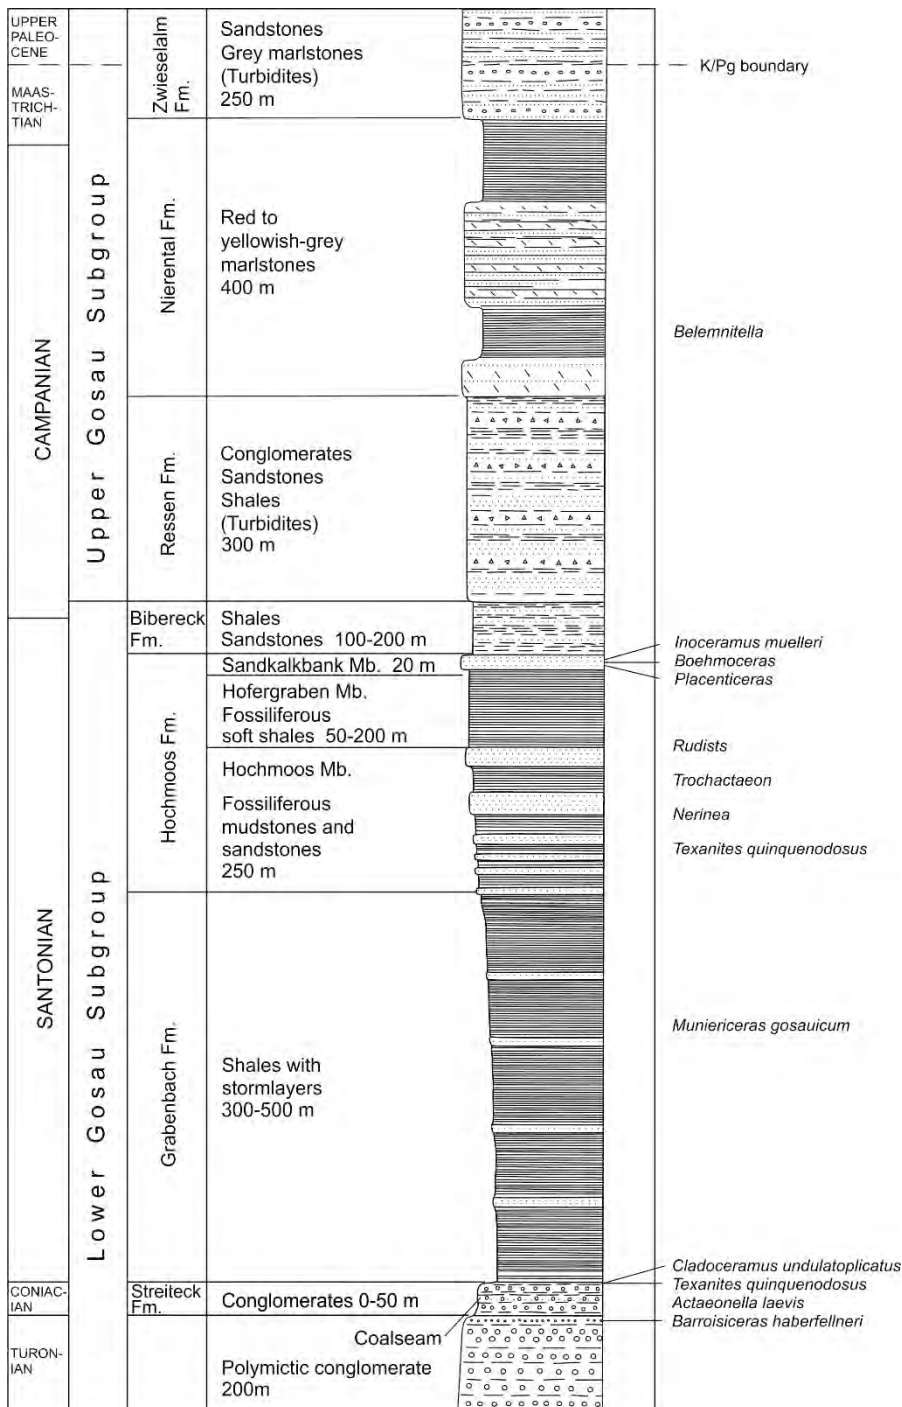 UPPER
PALEO-
CENE
MAAS-
TRICH-
TIAN
CAMPANIAN
SANTONIAN
CONIAC-
IAN
TURON-
IAN
Upper Gosau Subgroup
Lower Gosau Subgroup
Zwieselalm
Fm.
Sandstones
Grey marlstones
(Turbidites)
250 m
K/Pg boundary
Nierental Fm.
Red to
yellowish-grey
marlstones
400 m
Belemnitella
Ressen Fm.
Conglomerates
Sandstones
Shales
(Turbidites)
300 m
Bibereck
Fm.
Shales
Sandstones 100-200 m
Inoceramus muelleri
Boehmoceras
Placenticeras
Hochmoos Fm.
Sandkalkbank Mb. 20 m
Hofergraben Mb.
Fossiliferous
soft shales 50-200 m
Rudists
Hochmoos Mb.
Trochactaeon
Fossiliferous
mudstones and
sandstones
250 m
Nerinea
Texanites quinquenodosus
Grabenbach Fm.
Shales with
stormlayers
300-500 m
Muniericeras gosauicum
Cladoceramus undulatoplicatus
Texanites quinquenodosus
Actaeonella laevis
Barroisiceras haberfellneri
Streiteck
Fm.
Conglomerates 0-50 m
Coalseam
Polymictic conglomerate
200m